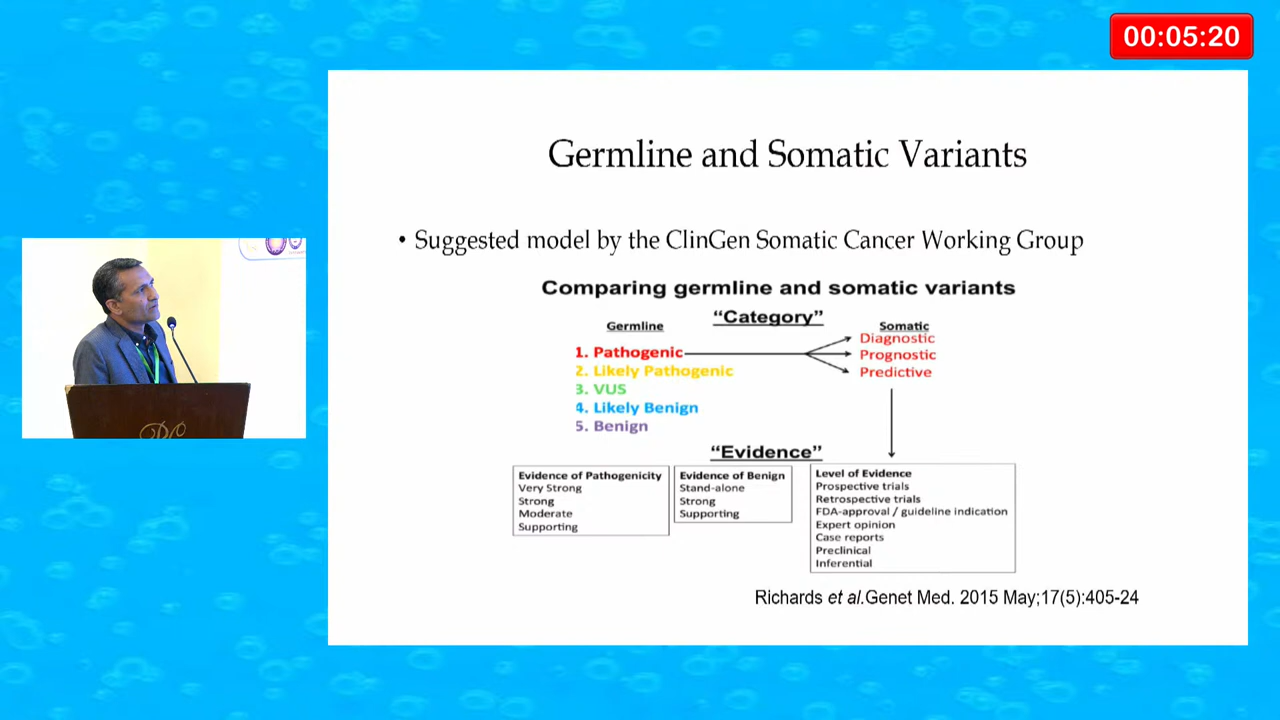 00:05:20
Germline and Somatic Variants
• Suggested model by the ClinGen Somatic Cancer Working Group
Comparing germline and somatic variants
“Category”
Germline
1. Pathogenic
2. Likely Pathogenic
3. VUS
4. Likely Benign
5. Benign
Somatic
Diagnostic
Prognostic
Predictive
“Evidence”
Evidence of Pathogenicity
Very Strong
Strong
Moderate
Supporting
Evidence of Benign
Stand-alone
Strong
Supporting
Level of Evidence
Prospective trials
Retrospective trials
FDA-approval / guideline indication
Expert opinion
Case reports
Preclinical
Inferential
Richards et al.Genet Med. 2015 May;17(5):405-24